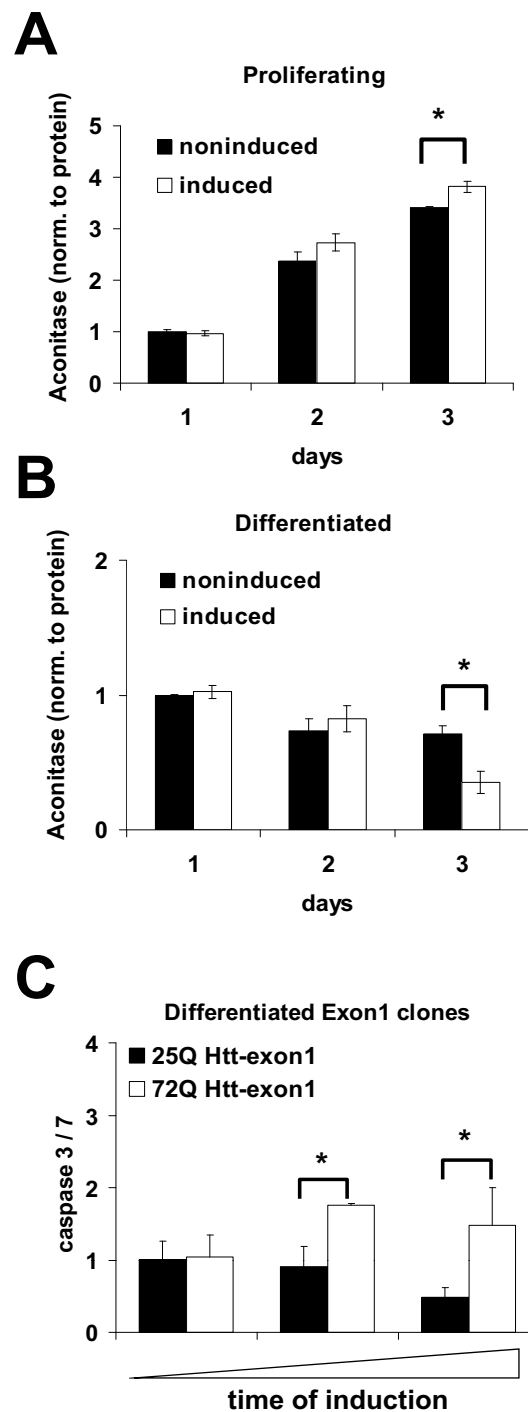 A
Proliferating
Aconitase (norm. to protein)
5
4
3
2
1
0
noninduced
induced
*
1 2 3
days
B
Differentiated
Aconitase (norm. to protein)
2
1
0
noninduced
induced
*
1 2 3
days
C
Differentiated Exon1 clones
caspase 3 / 7
4
3
2
1
0
25Q Htt-exon1
72Q Htt-exon1
* *
time of induction